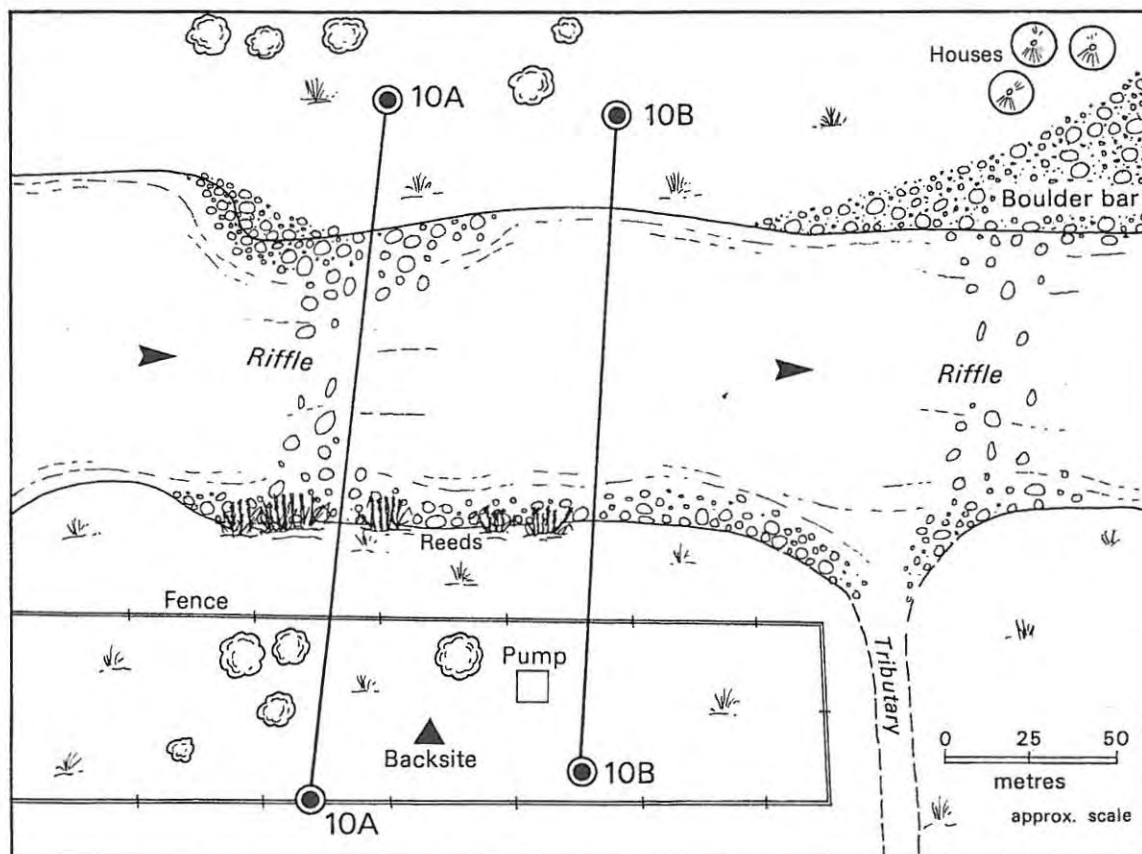 Houses
10A
10B
Boulder bar
Riffle
Riffle
Reeds
Fence
Pump
Tributary
Backsite
10B
10A
0 25 50
metres
approx. scale